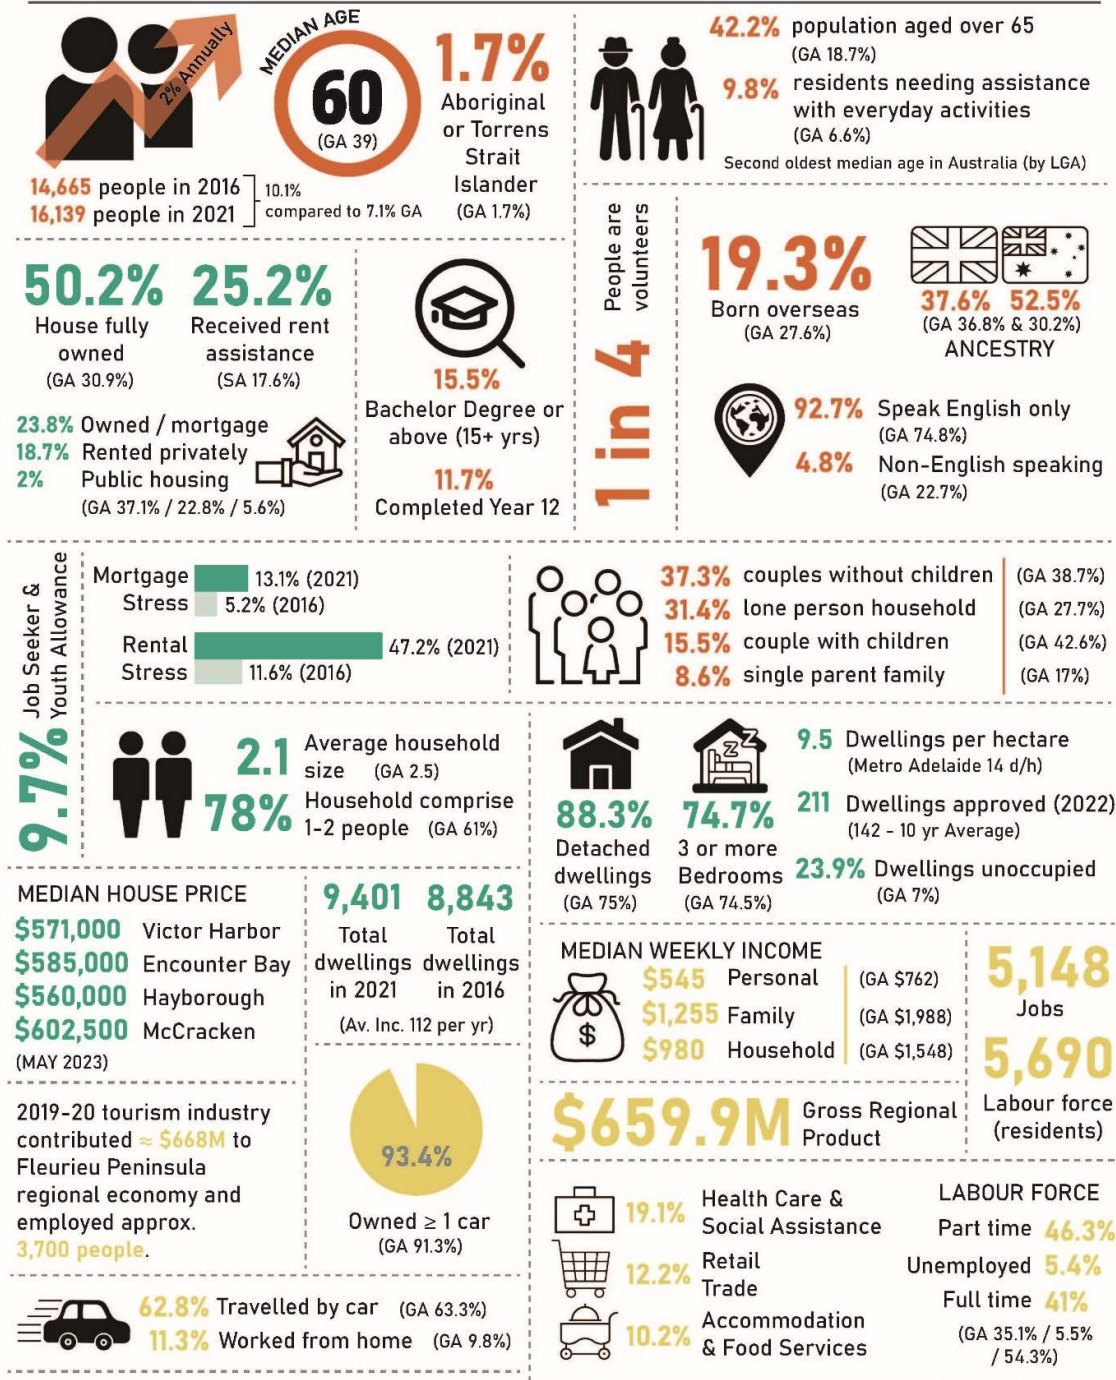 2% Annually
14,665 people in 2016
16,139 people in 2021
10.1%
compared to 7.1% GA
MEDIAN AGE
60
(GA 39)
1.7%
Aboriginal
or Torrens
Strait
Islander
(GA 1.7%)
42.2% population aged over 65
(GA 18.7%)
9.8% residents needing assistance
with everyday activities
(GA 6.6%)
Second oldest median age in Australia (by LGA)
50.2%
House fully
owned
(GA 30.9%)
25.2%
Received rent
assistance
(SA 17.6%)
23.8% Owned / mortgage
18.7% Rented privately
2% Public housing
(GA 37.1% / 22.8% / 5.6%)
15.5%
Bachelor Degree or
above (15+ yrs)
11.7%
Completed Year 12
1 in 4
People are
volunteers
19.3%
Born overseas
(GA 27.6%)
37.6% 52.5%
(GA 36.8% & 30.2%)
ANCESTRY
92.7% Speak English only
(GA 74.8%)
4.8% Non-English speaking
(GA 22.7%)
9.7%
Job Seeker &
Youth Allowance
Mortgage
Stress
13.1% (2021)
5.2% (2016)
Rental
Stress
47.2% (2021)
11.6% (2016)
37.3% couples without children (GA 38.7%)
31.4% lone person household (GA 27.7%)
15.5% couple with children (GA 42.6%)
8.6% single parent family (GA 17%)
2.1 Average household
size (GA 2.5)
78% Household comprise
1-2 people (GA 61%)
88.3%
Detached
dwellings
(GA 75%)
Z Z
74.7%
3 or more
Bedrooms
(GA 74.5%)
9.5 Dwellings per hectare
(Metro Adelaide 14 d/h)
211 Dwellings approved (2022)
(142 - 10 yr Average)
23.9% Dwellings unoccupied
(GA 7%)
MEDIAN HOUSE PRICE
$571,000 Victor Harbor
$585,000 Encounter Bay
$560,000 Hayborough
$602,500 McCracken
(MAY 2023)
9,401
Total
dwellings
in 2021
8,843
Total
dwellings
in 2016
(Av. Inc. 112 per yr)
MEDIAN WEEKLY INCOME
$
$545 Personal (GA $762)
$1,255 Family (GA $1,988)
$980 Household (GA $1,548)
5,148
Jobs
5,690
Labour force
(residents)
2019-20 tourism industry
contributed ≈ $668M to
Fleurieu Peninsula
regional economy and
employed approx.
3,700 people.
93.4%
Owned ≥ 1 car
(GA 91.3%)
$659.9M Gross Regional
Product
19.1% Health Care &
Social Assistance
12.2% Retail
Trade
10.2% Accommodation
& Food Services
LABOUR FORCE
Part time 46.3%
Unemployed 5.4%
Full time 41%
(GA 35.1% / 5.5%
/ 54.3%)
62.8% Travelled by car (GA 63.3%)
11.3% Worked from home (GA 9.8%)